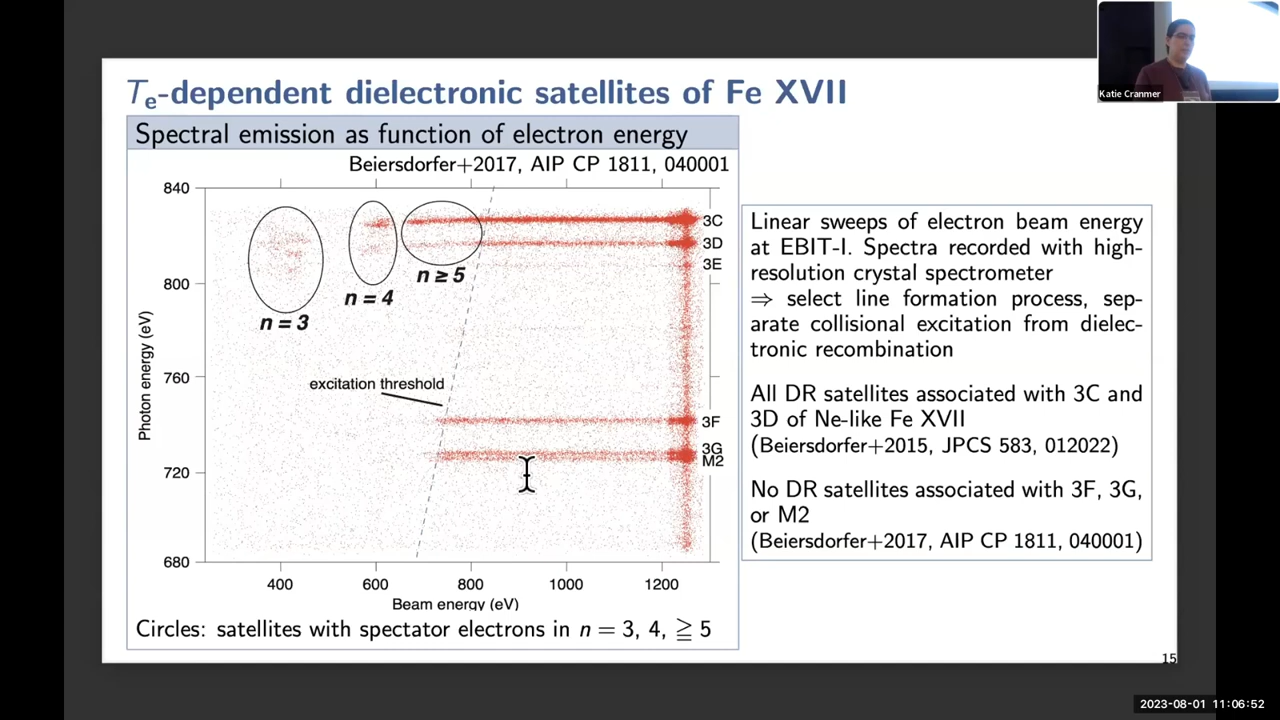 Katie Cranmer
Te-dependent dielectronic satellites of Fe XVII
Spectral emission as function of electron energy
Beiersdorfer+2017, AIP CP 1811, 040001
840
800
760
720
680
Photon energy (eV)
400 600 800 1000 1200
Beam energy (eV)
n = 3
n = 4
n ≥ 5
excitation threshold
3C
3D
3E
3F
3G
M2
Circles: satellites with spectator electrons in n = 3, 4, ≧ 5
Linear sweeps of electron beam energy
at EBIT-I. Spectra recorded with high-
resolution crystal spectrometer
⇒ select line formation process, sep-
arate collisional excitation from dielec-
tronic recombination
All DR satellites associated with 3C and
3D of Ne-like Fe XVII
(Beiersdorfer+2015, JPCS 583, 012022)
No DR satellites associated with 3F, 3G,
or M2
(Beiersdorfer+2017, AIP CP 1811, 040001)
15
2023-08-01 11:06:52